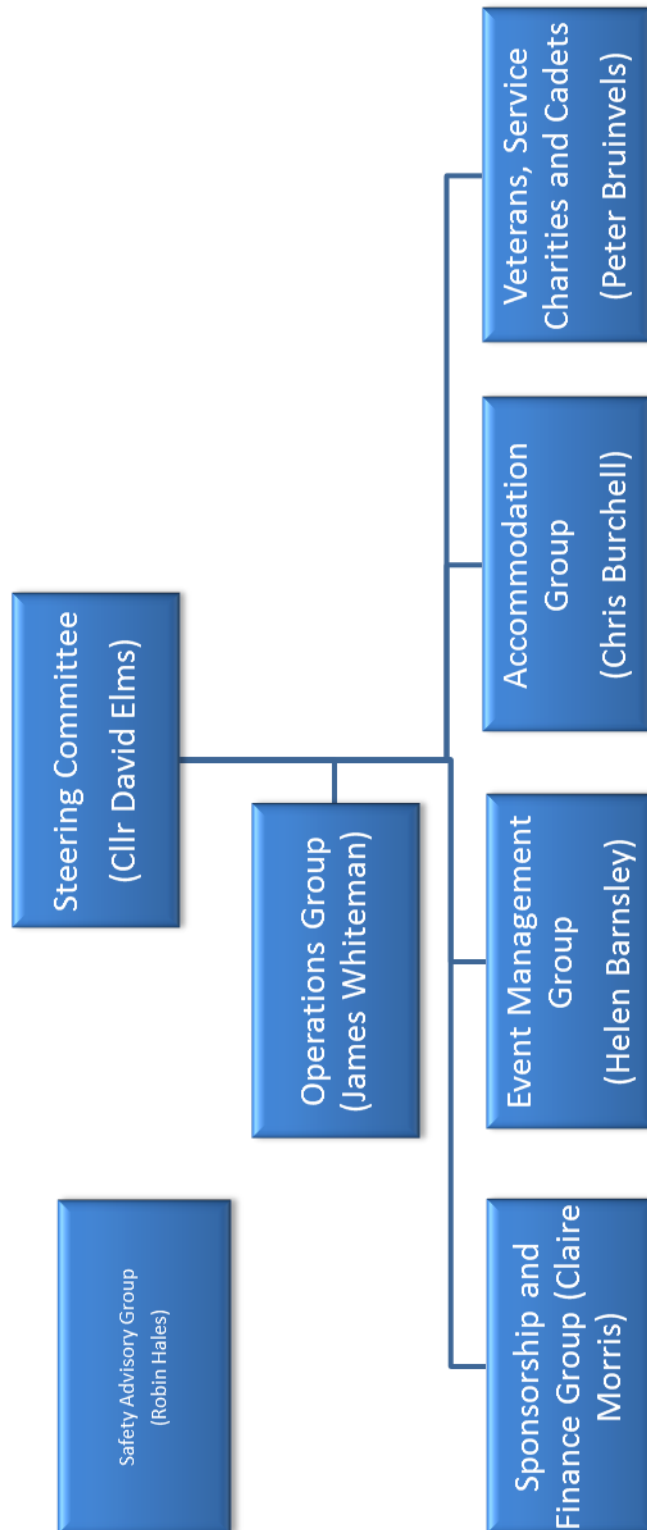 Steering Committee
(Cllr David Elms)
Safety Advisory Group
(Robin Hales)
Operations Group
(James Whiteman)
Sponsorship and
Finance Group (Claire
Morris)
Event Management
Group
(Helen Barnsley)
Accommodation
Group
(Chris Burchell)
Veterans, Service
Charities and Cadets
(Peter Bruinvels)